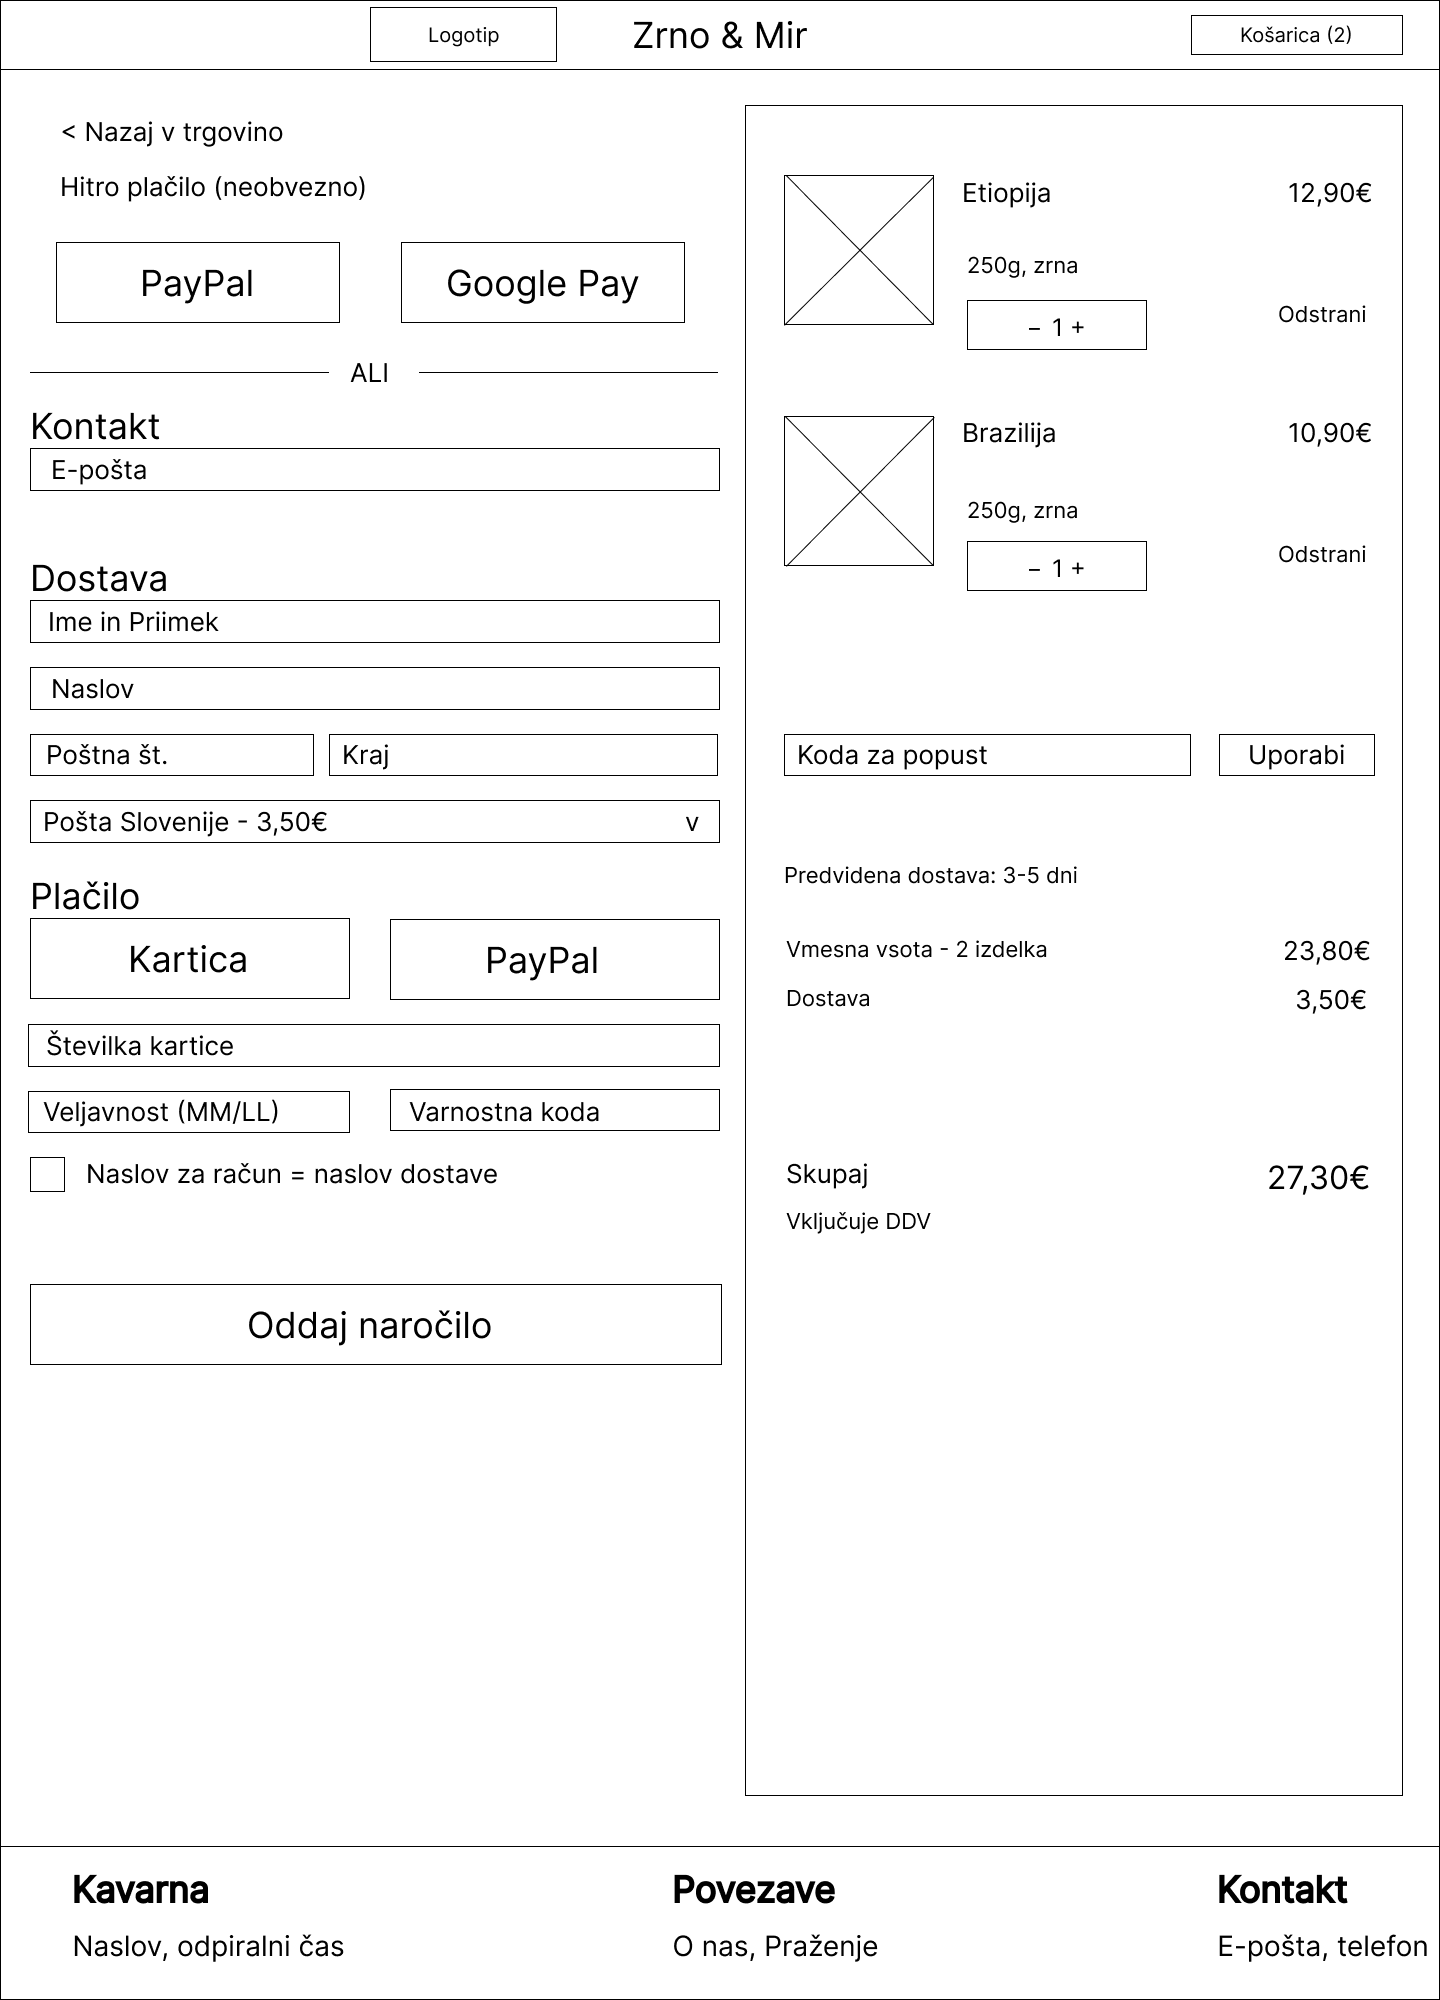 Logotip
Zrno & Mir
Košarica (2)
< Nazaj v trgovino
Hitro plačilo (neobvezno)
PayPal
Google Pay
ALI
Kontakt
E-pošta
Dostava
Ime in Priimek
Naslov
Poštna št.
Kraj
Pošta Slovenije - 3,50€ v
Plačilo
Kartica
PayPal
Številka kartice
Veljavnost (MM/LL)
Varnostna koda
Naslov za račun = naslov dostave
Oddaj naročilo
Etiopija 12,90€
250g, zrna
– 1 +
Odstrani
Brazilija 10,90€
250g, zrna
– 1 +
Odstrani
Koda za popust
Uporabi
Predvidena dostava: 3-5 dni
Vmesna vsota - 2 izdelka 23,80€
Dostava 3,50€
Skupaj 27,30€
Vključuje DDV
Kavarna
Naslov, odpiralni čas
Povezave
O nas, Praženje
Kontakt
E-pošta, telefon